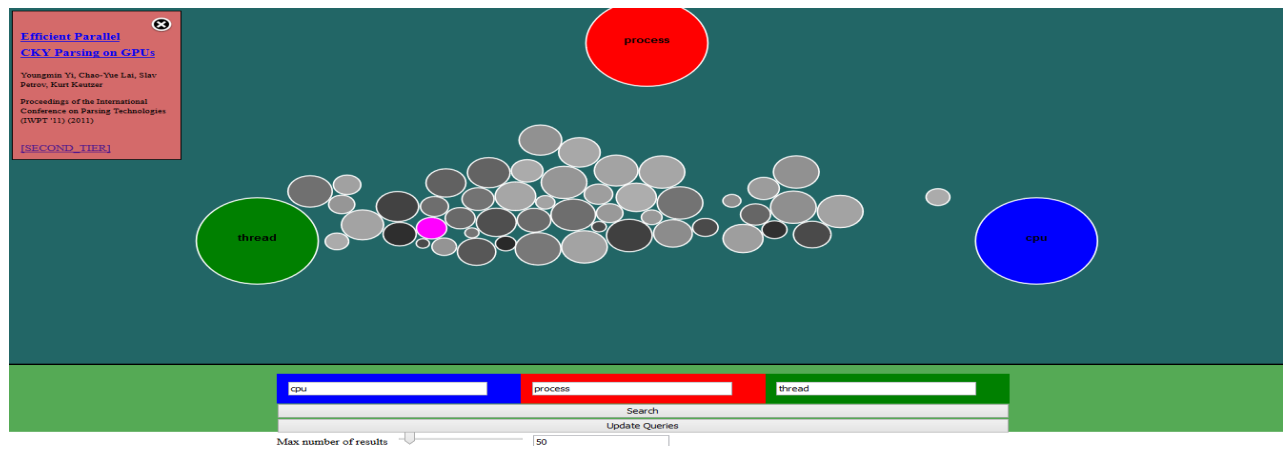 Efficient Parallel
CKY Parsing on GPUs
Youngmin Yi, Chao-Yue Lai, Slav
Petrov, Kurt Keutzer
Proceedings of the International
Conference on Parsing Technologies
(IWPT '11) (2011)
[SECOND_TIER]
process
thread
cpu
cpu
process
thread
Search
Update Queries
Max number of results
50